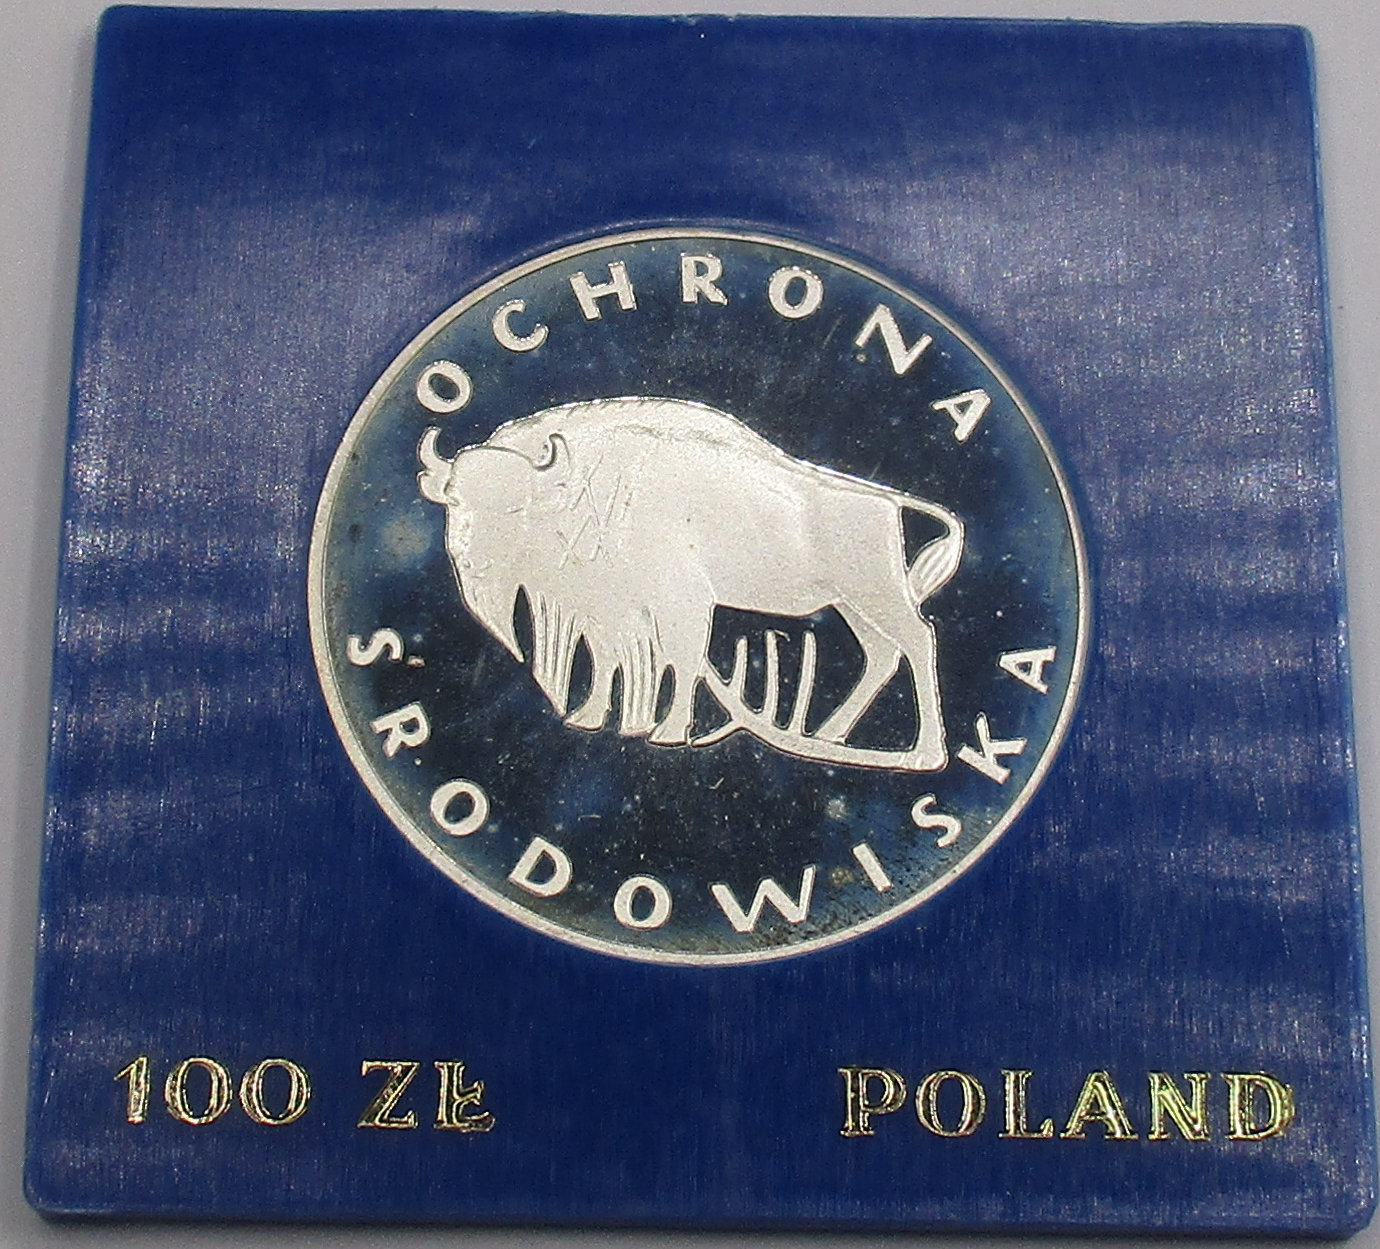 OCHRONA
ŚRODOWISKA
100 ZŁ
POLAND